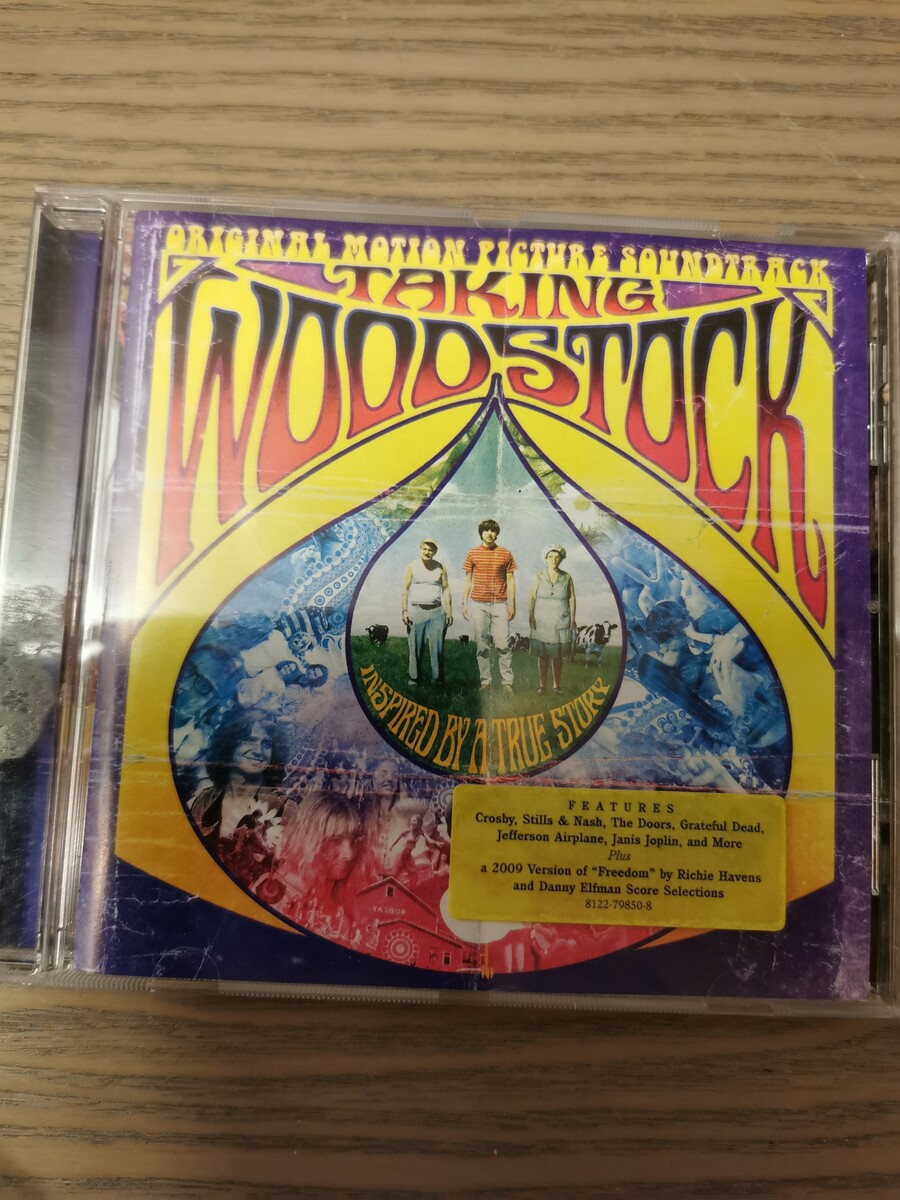 ORIGINAL MOTION PICTURE SOUNDTRACK
TAKING
WOODSTOCK
INSPIRED BY A TRUE STORY
FEATURES
Crosby, Stills & Nash, The Doors, Grateful Dead,
Jefferson Airplane, Janis Joplin, and More
Plus
a 2009 Version of “Freedom” by Richie Havens
and Danny Elfman Score Selections
8122-79850-8
YASGUR